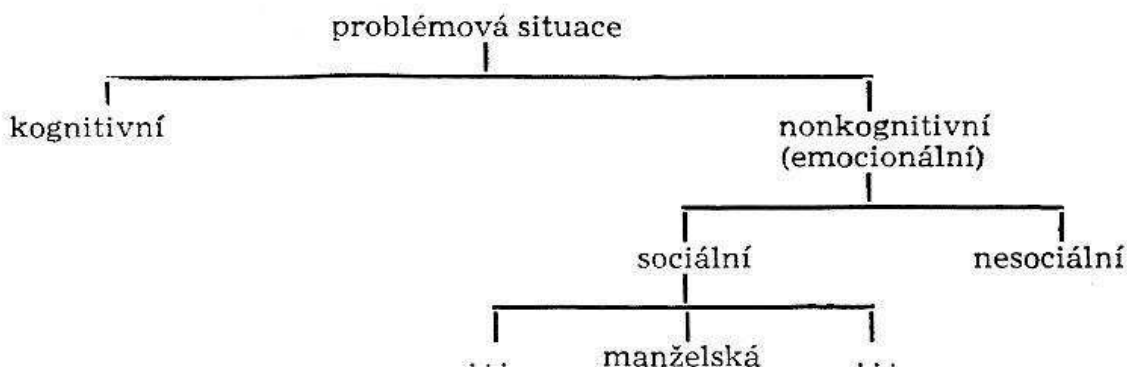 problémová situace
kognitivní
nonkognitivní
(emocionální)
sociální
nesociální
manželská